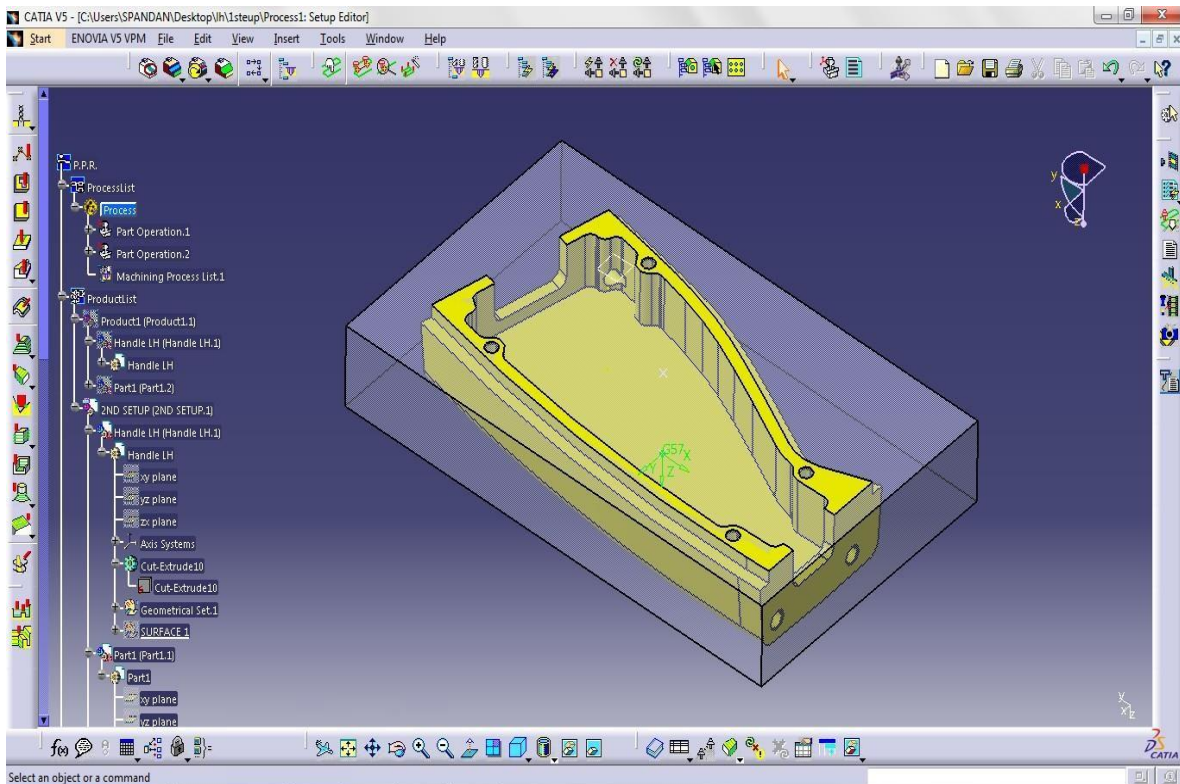 CATIA V5 - [C:\Users\SPANDAN\Desktop\lh\1steup\Process1: Setup Editor]
Start ENOVIA V5 VPM File Edit View Insert Tools Window Help
P.P.R.
ProcessList
Process
Part Operation.1
Part Operation.2
Machining Process List.1
ProductList
Product1 (Product1.1)
Handle LH (Handle LH.1)
Handle LH
Part1 (Part1.2)
2ND SETUP (2ND SETUP.1)
Handle LH (Handle LH.1)
Handle LH
xy plane
yz plane
zx plane
Axis Systems
Cut-Extrude10
Cut-Extrude10
Geometrical Set.1
SURFACE 1
Part1 (Part1.1)
Part1
xy plane
yz plane
y
x
z
G57
X
Y
Z
y
x z
f(x)
CATIA
Select an object or a command